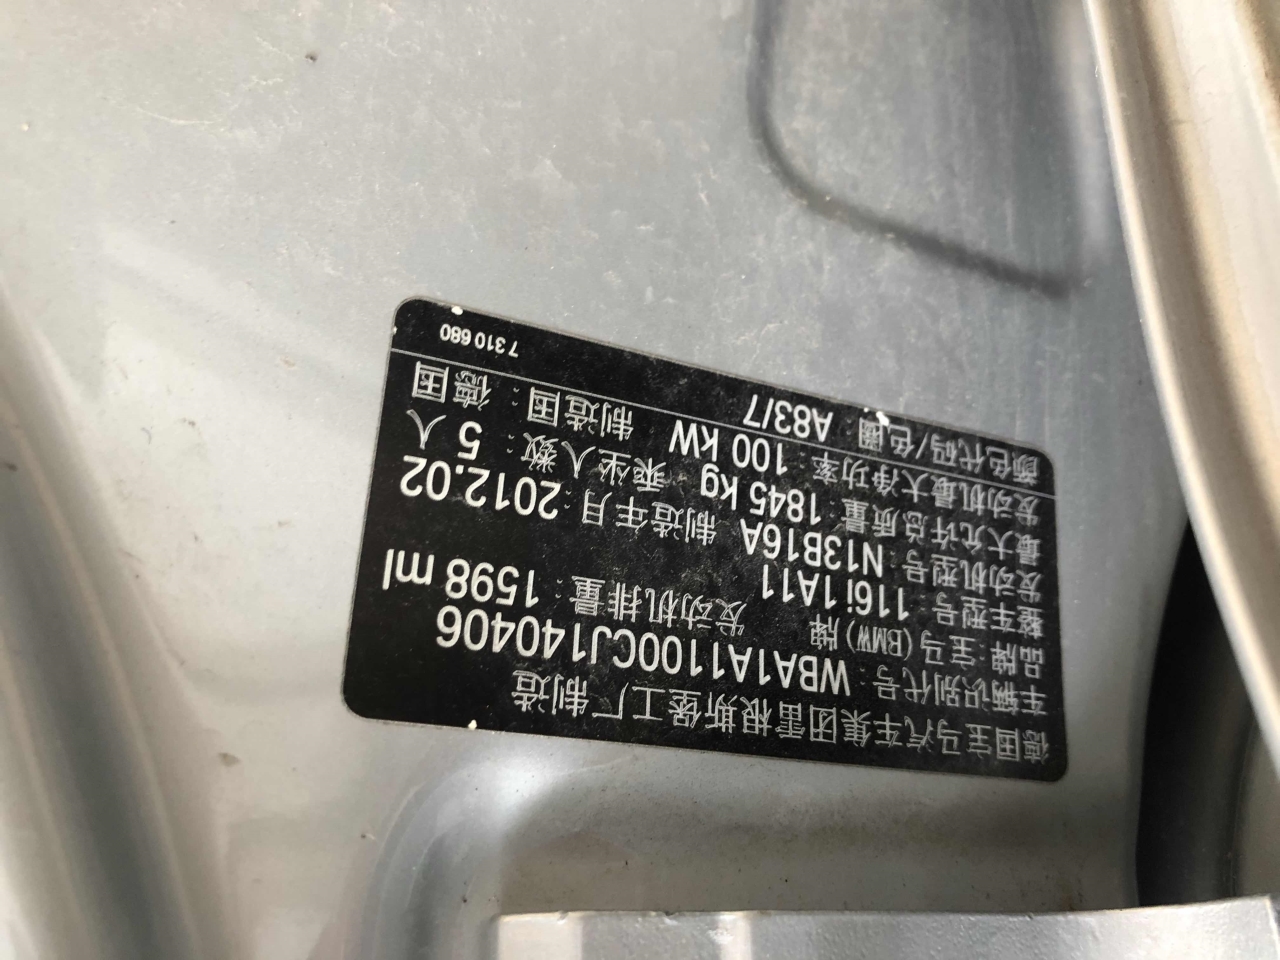 德国宝马汽车集团雷根斯堡工厂制造
车辆识别代号: WBA1A1100CJ140406
品牌: 宝马(BMW)牌 发动机排量: 1598 ml
整车型号: 116i 1A11
发动机型号: N13B16A 制造年月: 2012.02
最大允许总质量: 1845 kg 乘坐人数: 5 人
发动机最大净功率: 100 kW 制造国: 德国
颜色代码/色圖: A83/7
7 310 680